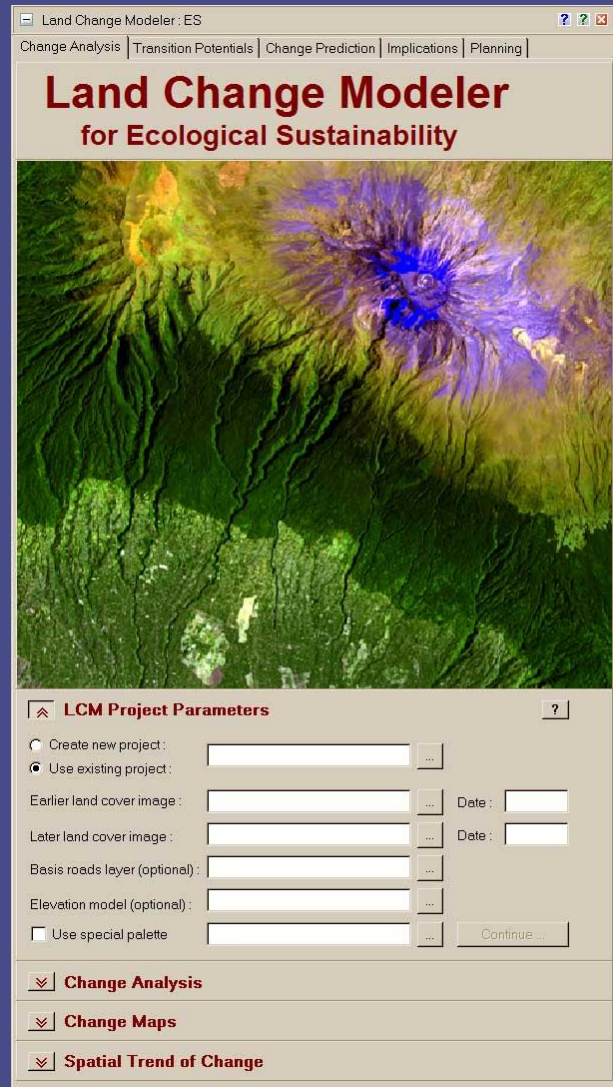 Land Change Modeler : ES ? ?
Change Analysis Transition Potentials Change Prediction Implications Planning
Land Change Modeler
for Ecological Sustainability
LCM Project Parameters ?
Create new project :
...
Use existing project :
Earlier land cover image : ... Date :
Later land cover image : ... Date :
Basis roads layer (optional) : ...
Elevation model (optional) : ...
Use special palette ... Continue ...
Change Analysis
Change Maps
Spatial Trend of Change